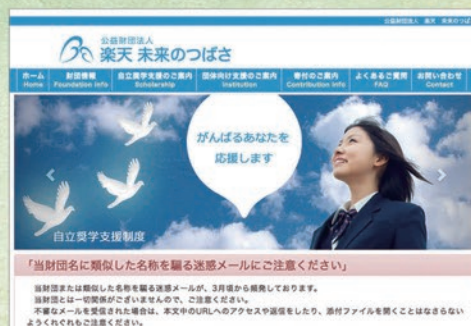 公益財団法人 楽天 未来のつば
公益財団法人
楽天 未来のつばさ
ホーム 財団情報 自立奨学支援のご案内 団体向け支援のご案内 寄付のご案内 よくあるご質問 お問い合わせ
Home Foundation info Scholarship Institution Contribution info FAQ Contact
がんばるあなたを
応援します
自立奨学支援制度
「当財団名に類似した名称を騙る迷惑メールにご注意ください」
当財団または類似した名称を騙る迷惑メールが、3月頃から頻発しております。
当財団とは一切関係がございませんので、ご注意ください。
不審なメールを受信された場合は、本文中のURLへのアクセスや返信をしたり、添付ファイルを開くことはなさらない
ようくれぐれもご注意ください。